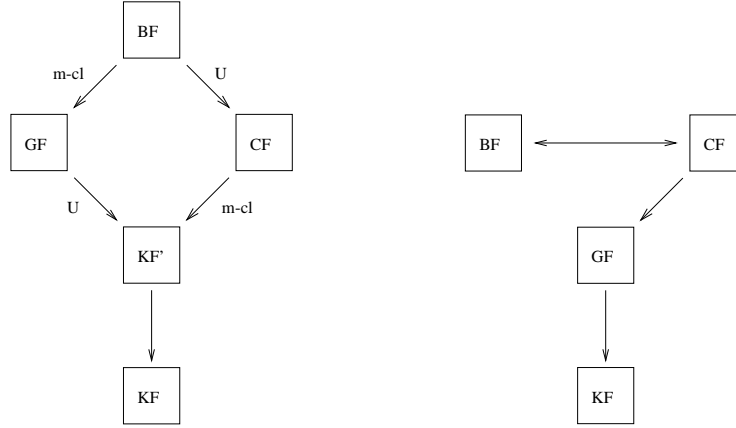 BF
m-cl U
GF CF BF CF
U m-cl
KF' GF
KF KF